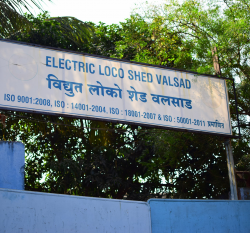 ELECTRIC LOCO SHED VALSAD
विद्युत लोको शेड वलसाड
ISO 9001:2008, ISO : 14001-2004, ISO : 18001-2007 & ISO : 50001-2011 प्रमाणित